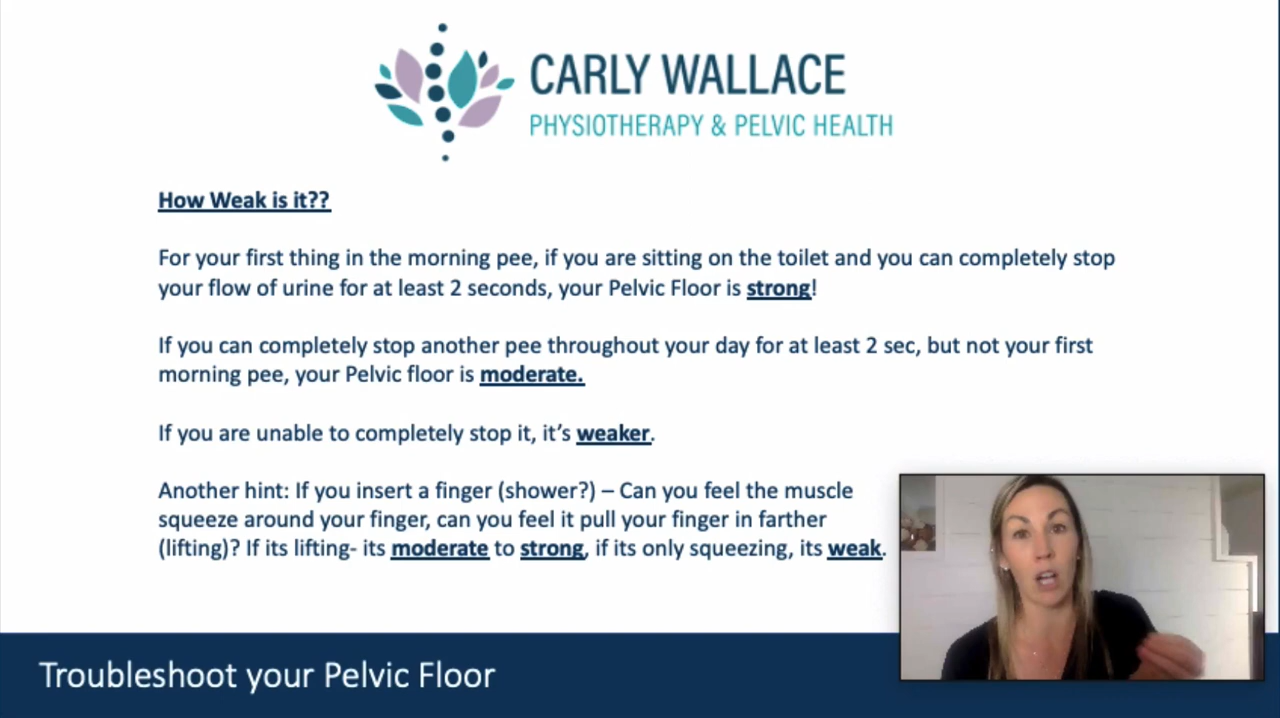 CARLY WALLACE
PHYSIOTHERAPY & PELVIC HEALTH
How Weak is it??
For your first thing in the morning pee, if you are sitting on the toilet and you can completely stop
your flow of urine for at least 2 seconds, your Pelvic Floor is strong!
If you can completely stop another pee throughout your day for at least 2 sec, but not your first
morning pee, your Pelvic floor is moderate.
If you are unable to completely stop it, it’s weaker.
Another hint: If you insert a finger (shower?) – Can you feel the muscle
squeeze around your finger, can you feel it pull your finger in farther
(lifting)? If its lifting- its moderate to strong, if its only squeezing, its weak.
Troubleshoot your Pelvic Floor